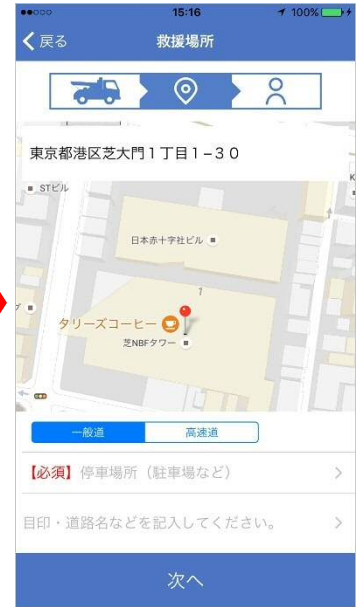 15:16
100%
戻る
救援場所
東京都港区芝大門1丁目1−30
STビル
日本赤十字社ビル
1
タリーズコーヒー
芝NBFタワー
一般道
高速道
【必須】停車場所（駐車場など）
目印・道路名などを記入してください。
次へ